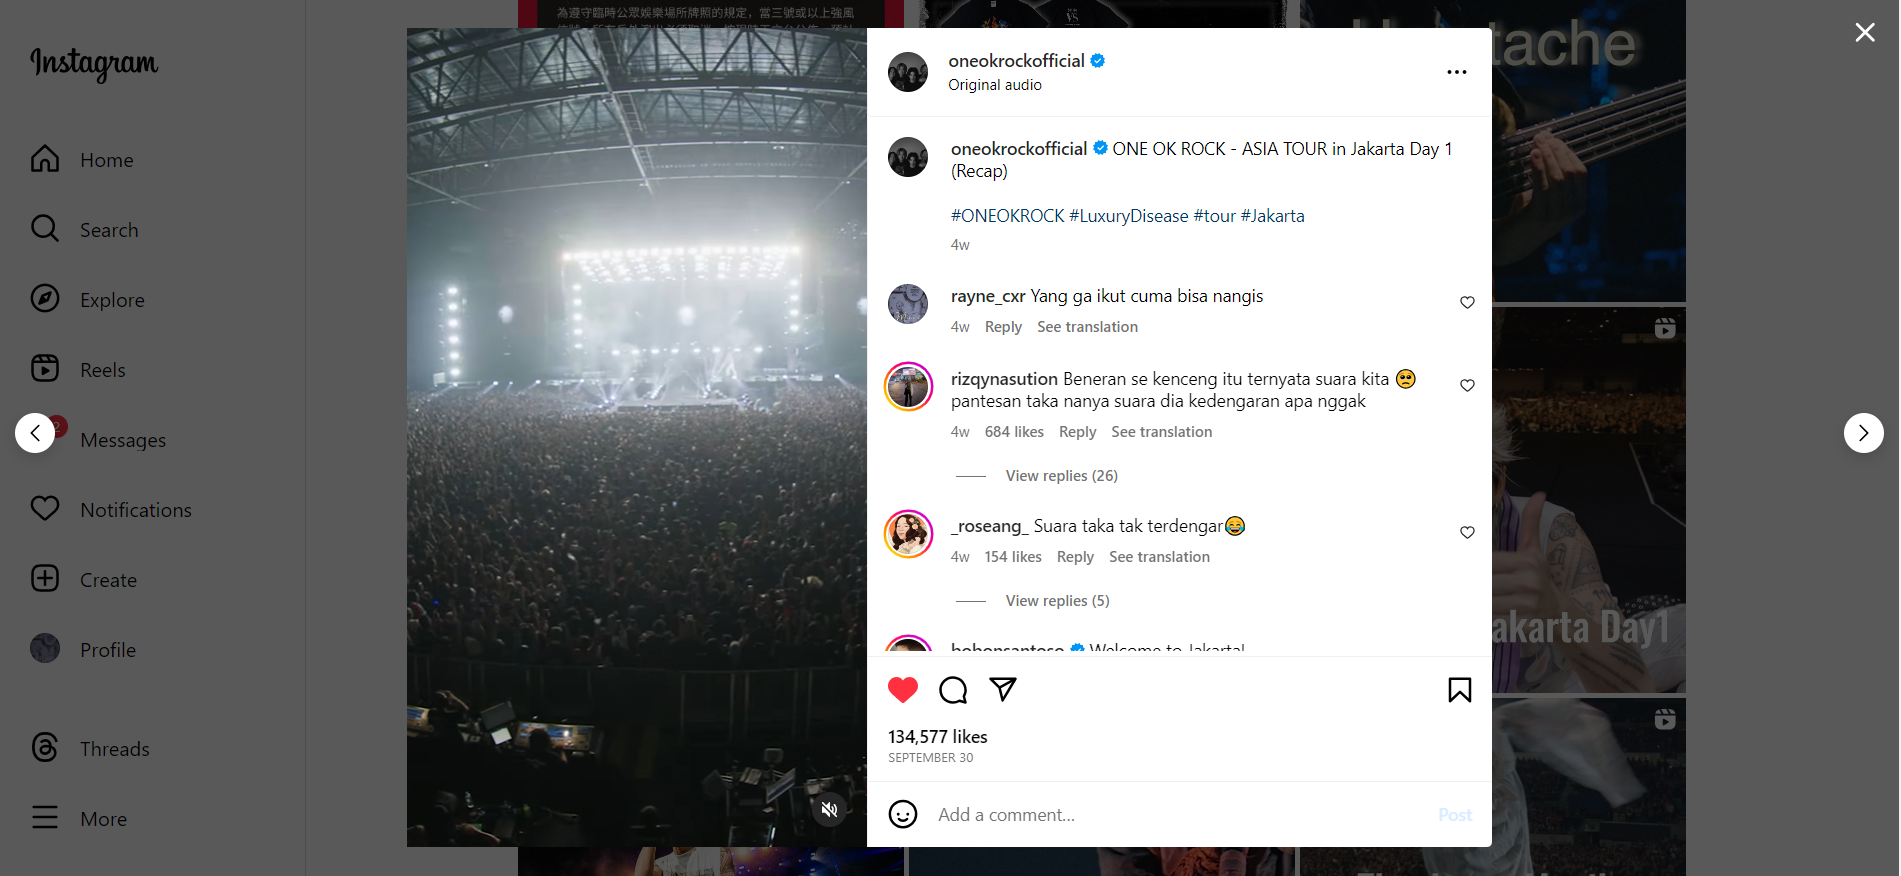 為遵守臨時公眾娛樂場所牌照的規定，當三號或以上強風
VS
tache
Instagram
Home
Search
Explore
Reels
2
Messages
Notifications
Create
Profile
Threads
More
oneokrockofficial
Original audio
oneokrockofficial ONE OK ROCK - ASIA TOUR in Jakarta Day 1
(Recap)
#ONEOKROCK #LuxuryDisease #tour #Jakarta
4w
rayne_cxr Yang ga ikut cuma bisa nangis
4w Reply See translation
rizqynasution Beneran se kenceng itu ternyata suara kita 🥺
pantesan taka nanya suara dia kedengaran apa nggak
4w 684 likes Reply See translation
View replies (26)
_roseang_ Suara taka tak terdengar😂
4w 154 likes Reply See translation
View replies (5)
bobonsantoso Welcome to Jakarta!
134,577 likes
SEPTEMBER 30
Add a comment...
Post
akarta Day1